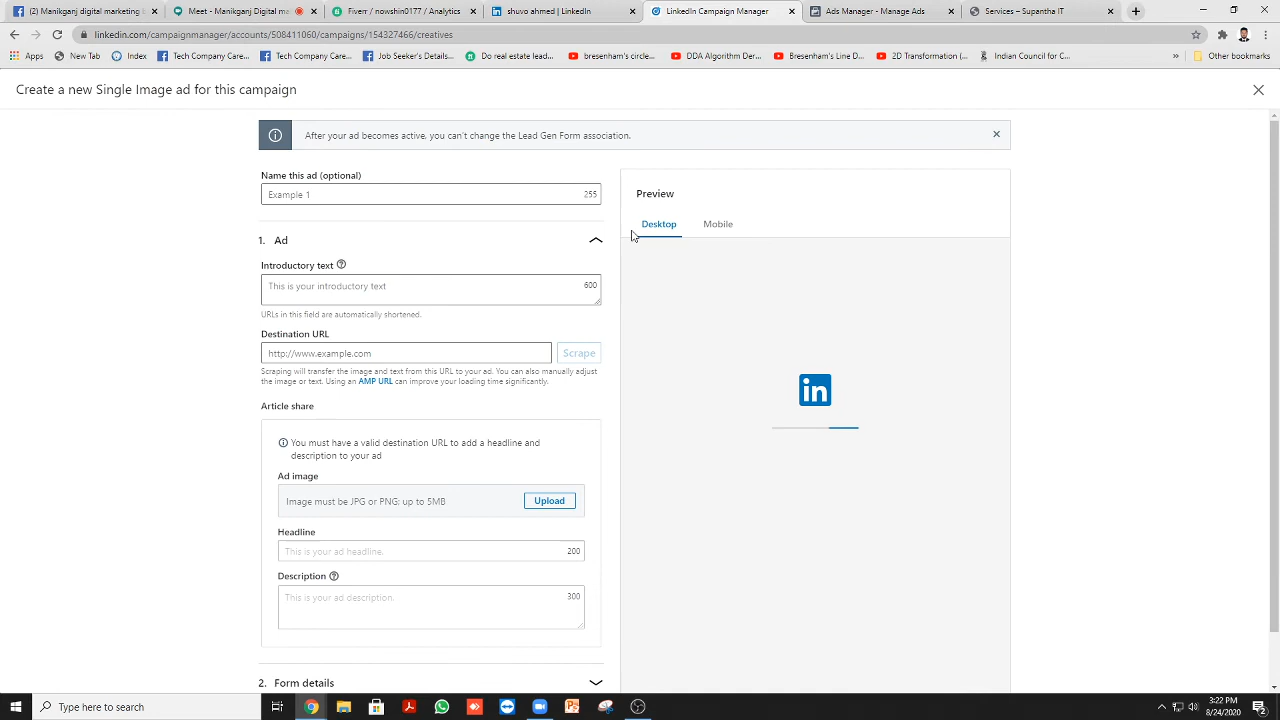 (2) Manikganj digital marketing
Meet - Manikganj digital ma
Fiverr / nowshin0177 / Analytics
shuvo ahmed | LinkedIn
LinkedIn Campaign Manager
Ads Manager - Manage Ads
Services – Supantha IT
linkedin.com/campaignmanager/accounts/508411060/campaigns/154327466/creatives
Apps
New Tab
Index
Tech Company Care...
Tech Company Care...
Job Seeker's Details...
Do real estate lead...
bresenham's circle...
DDA Algorithm Der...
Bresenham's Line D...
2D Transformation (...
Indian Council for C...
»
Other bookmarks
Create a new Single Image ad for this campaign
After your ad becomes active, you can't change the Lead Gen Form association.
Name this ad (optional)
Example 1 255
1. Ad
Introductory text
This is your introductory text 600
URLs in this field are automatically shortened.
Destination URL
http://www.example.com Scrape
Scraping will transfer the image and text from this URL to your ad. You can also manually adjust
the image or text. Using an AMP URL can improve your loading time significantly.
Article share
You must have a valid destination URL to add a headline and
description to your ad
Ad image
Image must be JPG or PNG; up to 5MB Upload
Headline
This is your ad headline. 200
Description
This is your ad description. 300
2. Form details
Preview
Desktop Mobile
in
Type here to search
3:22 PM
8/24/2020